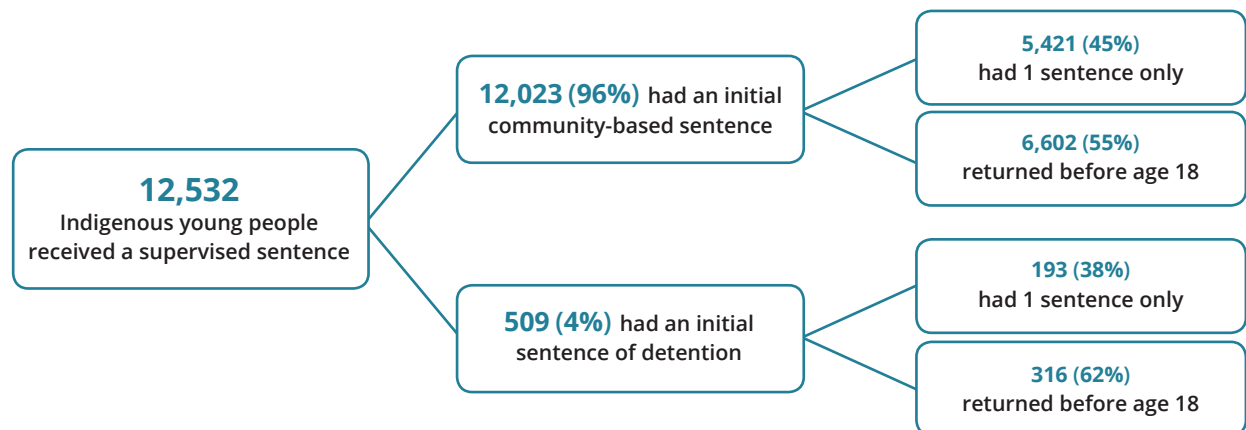 12,532
Indigenous young people
received a supervised sentence
12,023 (96%) had an initial
community-based sentence
5,421 (45%)
had 1 sentence only
6,602 (55%)
returned before age 18
509 (4%) had an initial
sentence of detention
193 (38%)
had 1 sentence only
316 (62%)
returned before age 18